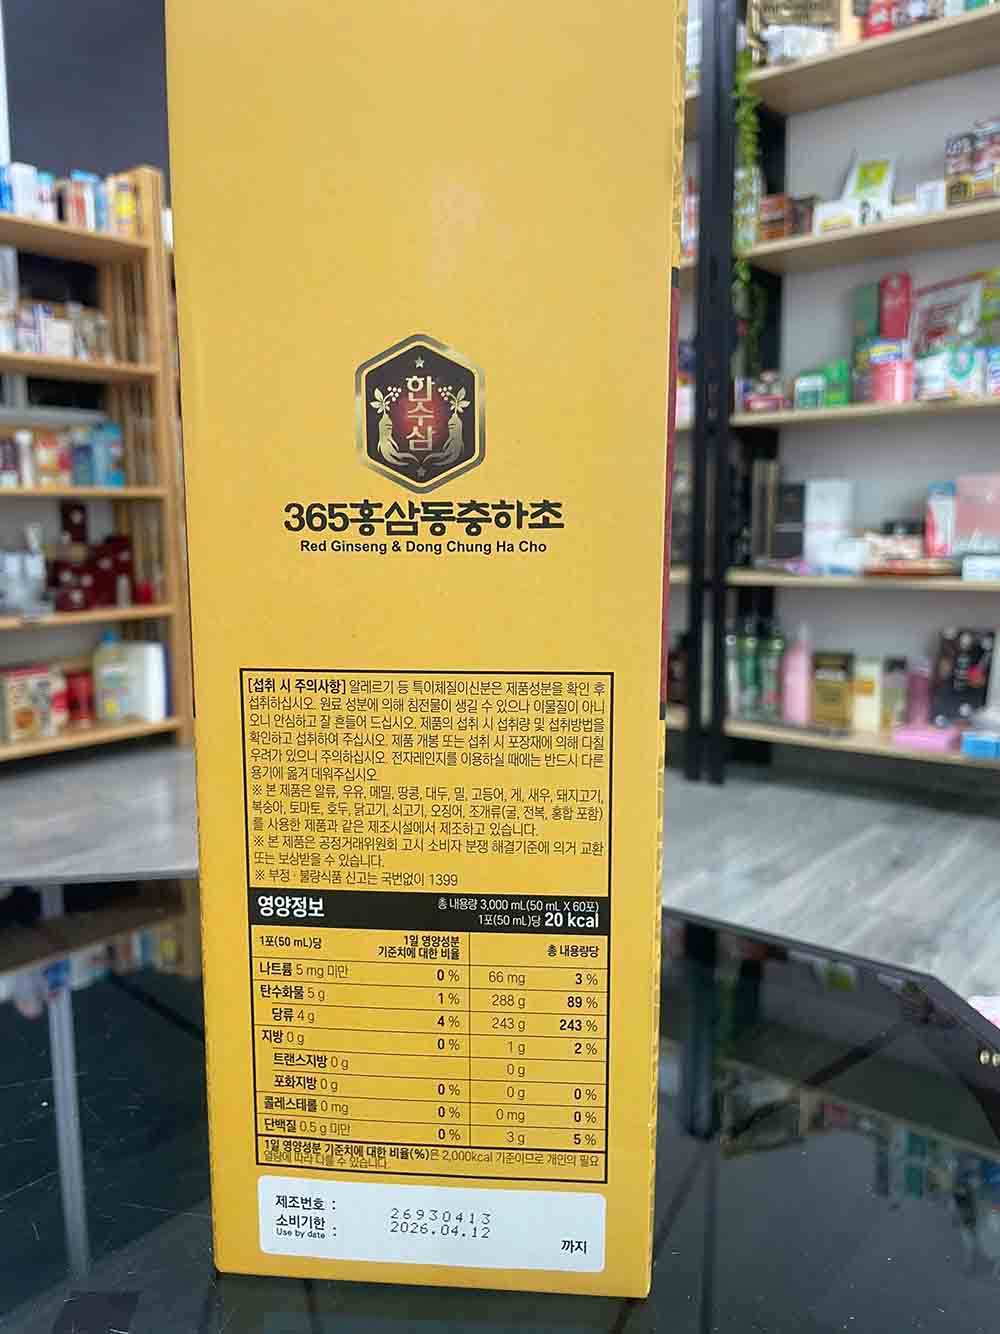 한
수
삼
365홍삼동충하초
Red Ginseng & Dong Chung Ha Cho
[섭취 시 주의사항] 알레르기 등 특이체질이신분은 제품성분을 확인 후
섭취하십시오. 원료 성분에 의해 침전물이 생길 수 있으나 이물질이 아니
오니 안심하고 잘 흔들어 드십시오. 제품의 섭취 시 섭취량 및 섭취방법을
확인하고 섭취하여 주십시오. 제품 개봉 또는 섭취 시 포장재에 의해 다칠
우려가 있으니 주의하십시오. 전자레인지를 이용하실 때에는 반드시 다른
용기에 옮겨 데워주십시오.
※ 본 제품은 알류, 우유, 메밀, 땅콩, 대두, 밀, 고등어, 게, 새우, 돼지고기,
복숭아, 토마토, 호두, 닭고기, 쇠고기, 오징어, 조개류(굴, 전복, 홍합 포함)
를 사용한 제품과 같은 제조시설에서 제조하고 있습니다.
※ 본 제품은 공정거래위원회 고시 소비자 분쟁 해결기준에 의거 교환
또는 보상받을 수 있습니다.
※ 부정·불량식품 신고는 국번없이 1399
영양정보
총 내용량 3,000 mL(50 mL X 60포)
1포(50 mL)당 20 kcal
1포(50 mL)당 1일 영양성분 기준치에 대한 비율 총 내용량당
나트륨 5 mg 미만 0 % 66 mg 3 %
탄수화물 5 g 1 % 288 g 89 %
당류 4 g 4 % 243 g 243 %
지방 0 g 0 % 1 g 2 %
트랜스지방 0 g 0 g
포화지방 0 g 0 % 0 g 0 %
콜레스테롤 0 mg 0 % 0 mg 0 %
단백질 0.5 g 미만 0 % 3 g 5 %
1일 영양성분 기준치에 대한 비율(%)은 2,000kcal 기준이므로 개인의 필요
열량에 따라 다를 수 있습니다.
제조번호 : 26930413
소비기한 : 2026.04.12
Use by date
까지